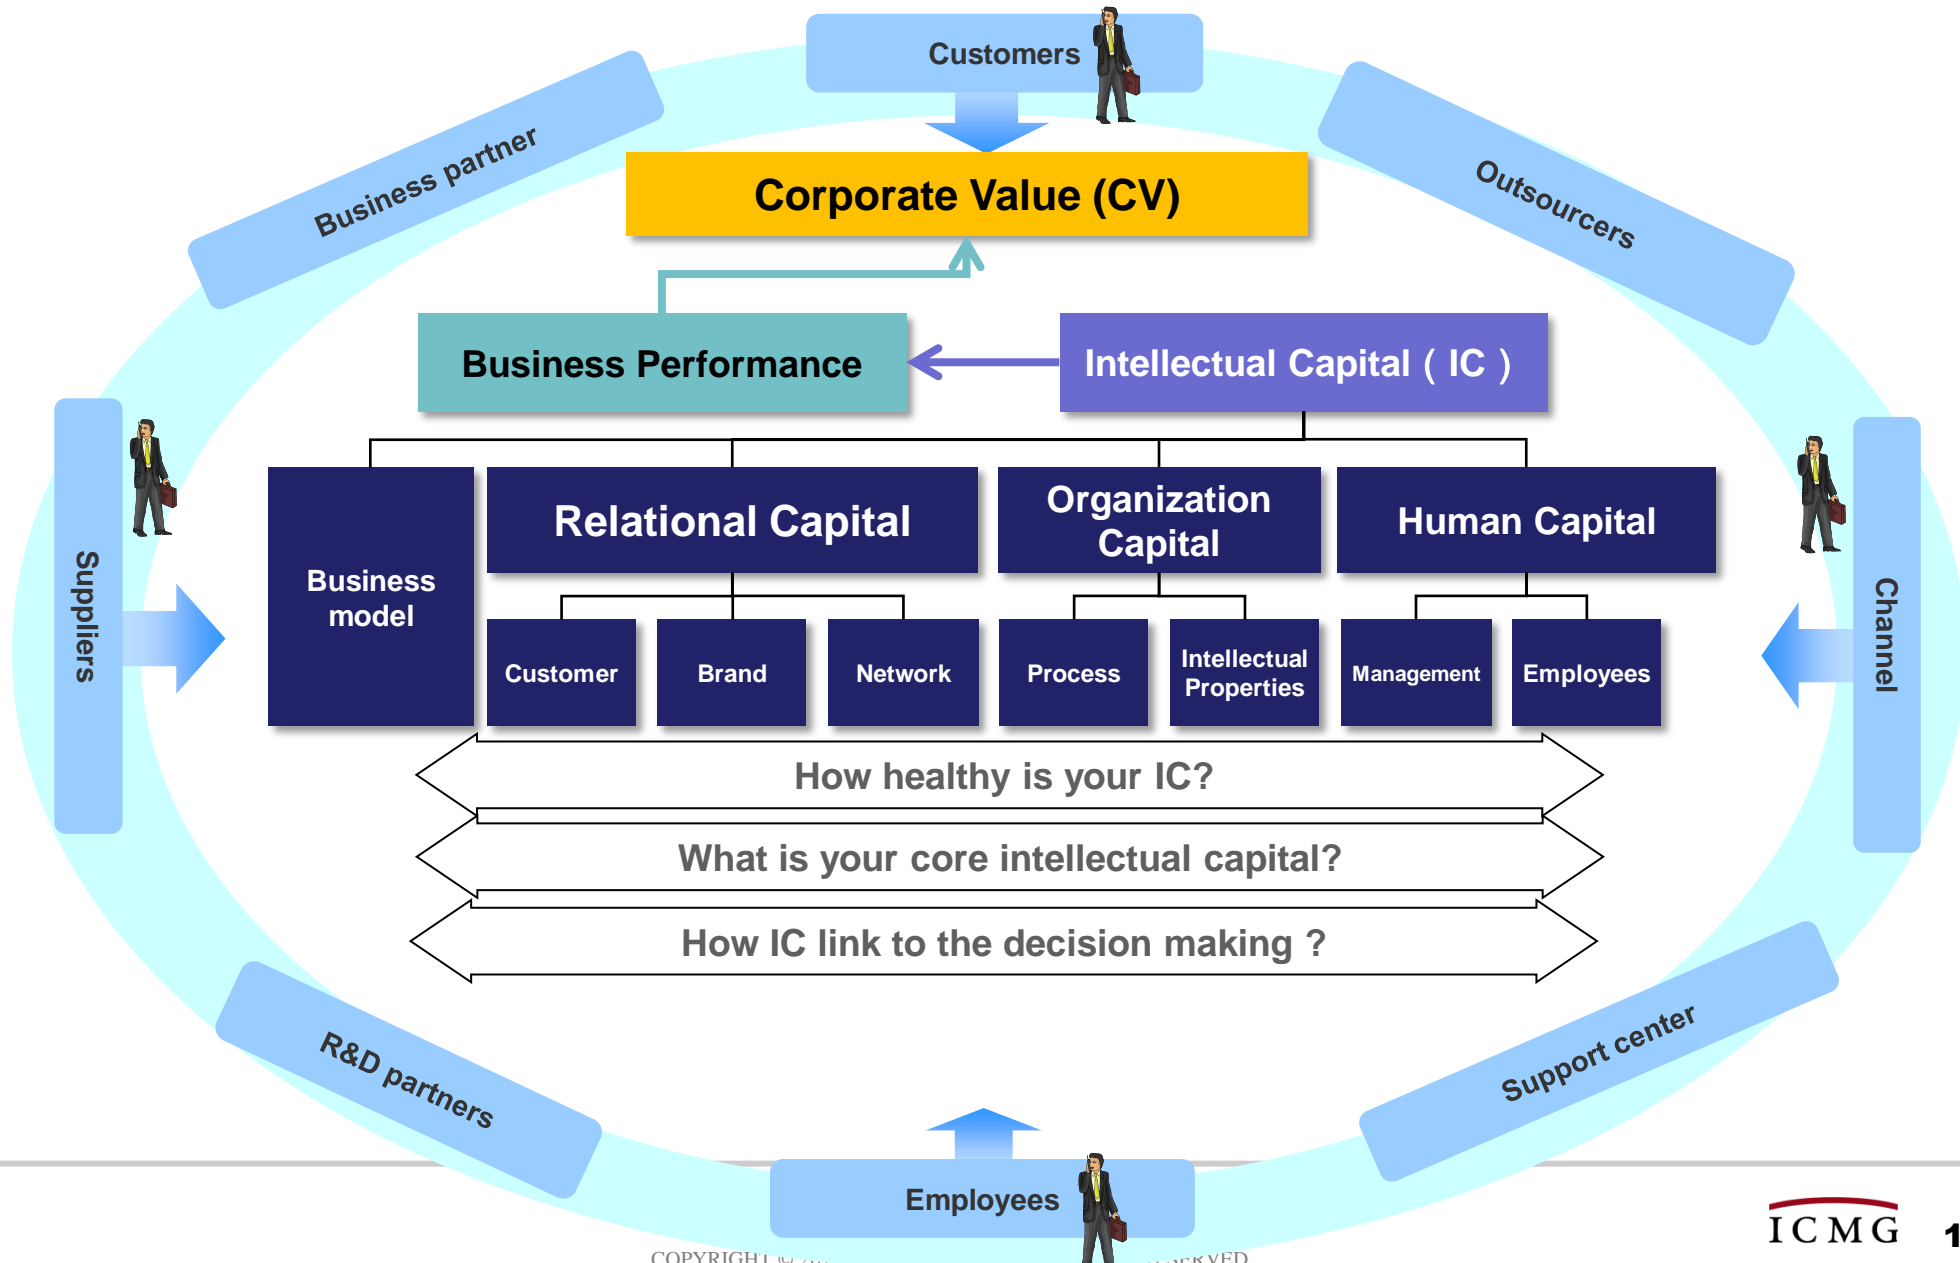 Customers
Business partner
Outsourcers
Corporate Value (CV)
Business Performance
Intellectual Capital ( IC )
Suppliers
Channel
Business
model
Relational Capital
Organization
Capital
Human Capital
Customer
Brand
Network
Process
Intellectual
Properties
Management
Employees
How healthy is your IC?
What is your core intellectual capital?
How IC link to the decision making ?
R&D partners
Support center
Employees
ICMG
1
COPYRIGHT ©